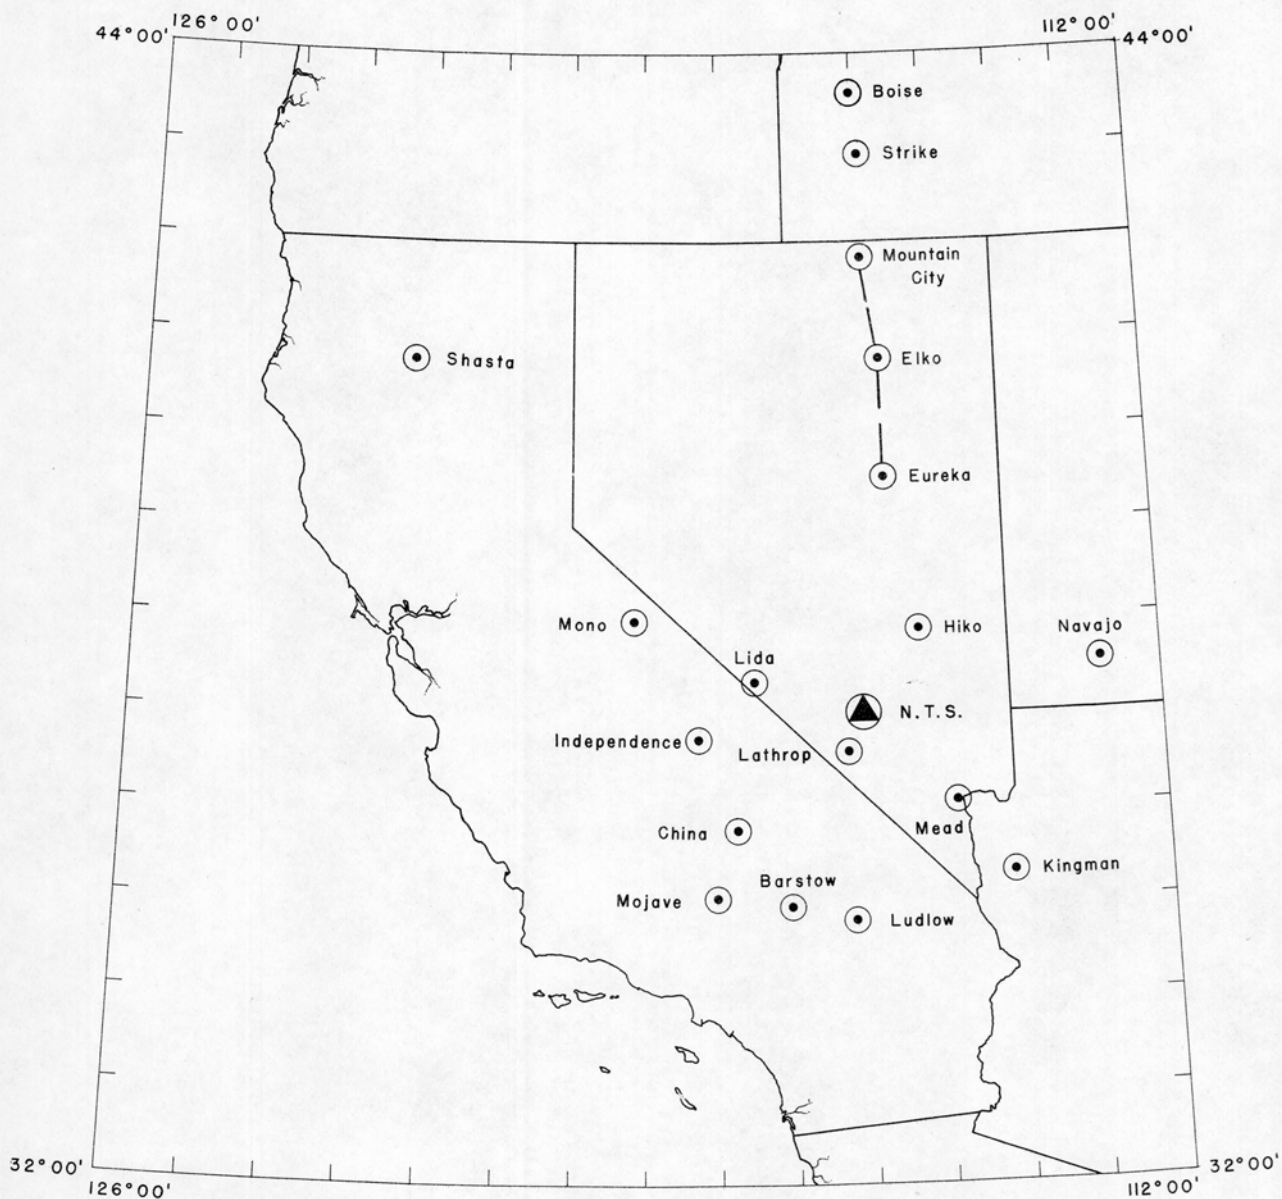 126°00'
112°00'
44°00'
44°00'
Boise
Strike
Mountain
City
Shasta
Elko
Eureka
Mono
Hiko
Navajo
Lida
N.T.S.
Independence
Lathrop
China
Mead
Kingman
Barstow
Mojave
Ludlow
32°00'
32°00'
126°00'
112°00'